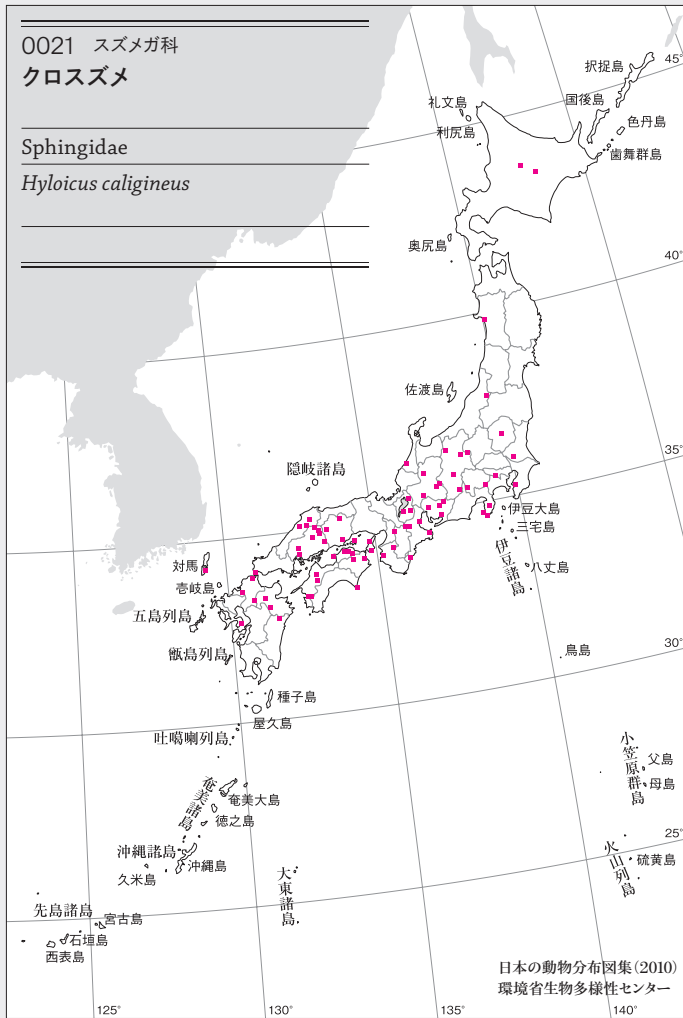 0021 スズメガ科
クロスズメ
Sphingidae
Hyloicus caligineus
択捉島
45°
礼文島
国後島
色丹島
利尻島
歯舞群島
奥尻島
40°
佐渡島
35°
隠岐諸島
伊豆大島
三宅島
伊豆諸島
八丈島
対馬
壱岐島
五島列島
甑島列島
鳥島
30°
種子島
屋久島
吐噶喇列島
小笠原群島
父島
母島
奄美諸島
奄美大島
徳之島
25°
沖縄諸島
沖縄島
久米島
火山列島
硫黄島
大東諸島
先島諸島
宮古島
石垣島
西表島
日本の動物分布図集(2010)
環境省生物多様性センター
125°
130°
135°
140°